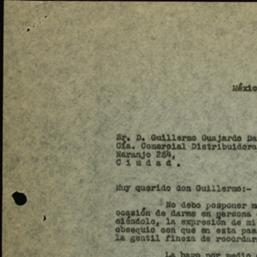 Méxic
Sr. D. Guillermo Guajardo Da
Cía. Comercial Distribuidora
Naranjo 264,
C i u d a d .
Muy querido don Guillermo:-
No debo posponer m
ocasión de darme en persona
ciéndolo, la expresión de mi
obsequio con que en esta pas
la gentil fineza de recordar
La hago por medio